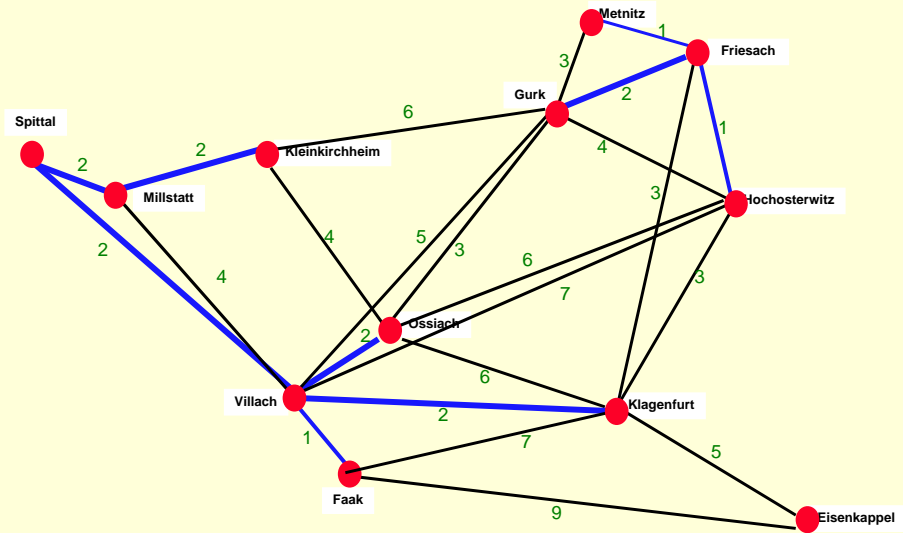 Metnitz
1
Friesach
3
Gurk
2
6
Spittal
2
2
Kleinkirchheim
1
4
Millstatt
3
Hochosterwitz
2
4
5
3
4
6
3
7
Ossiach
2
6
Villach
2
Klagenfurt
1
7
5
Faak
9
Eisenkappel